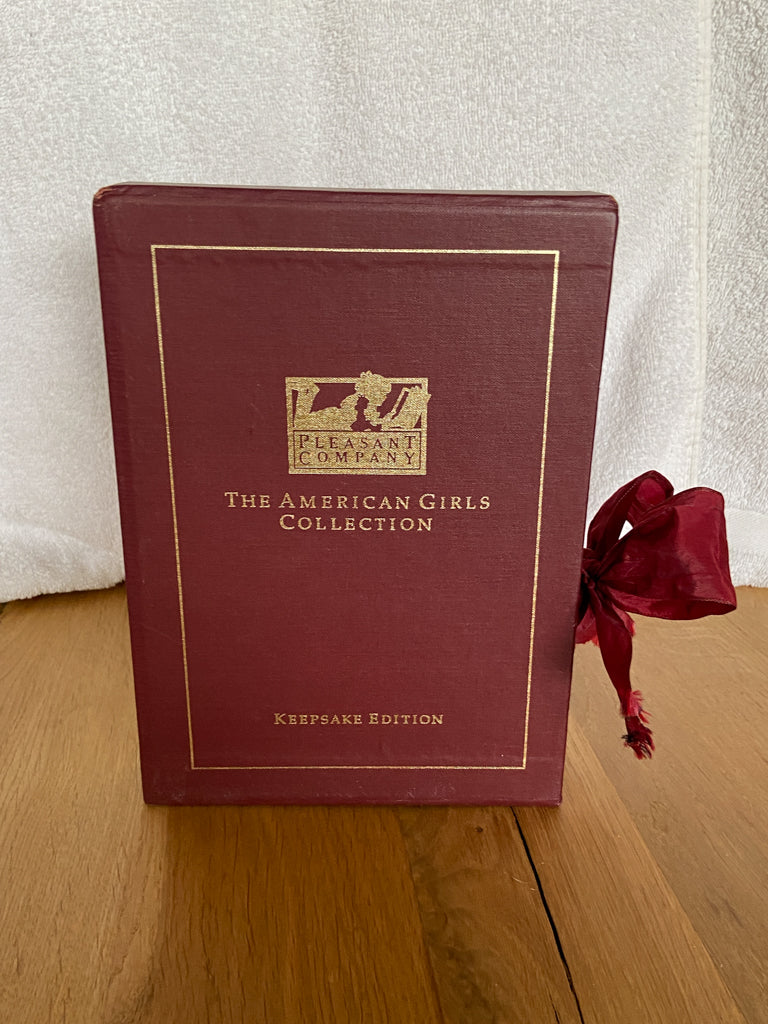 PLEASANT
COMPANY
THE AMERICAN GIRLS
COLLECTION
KEEPSAKE EDITION